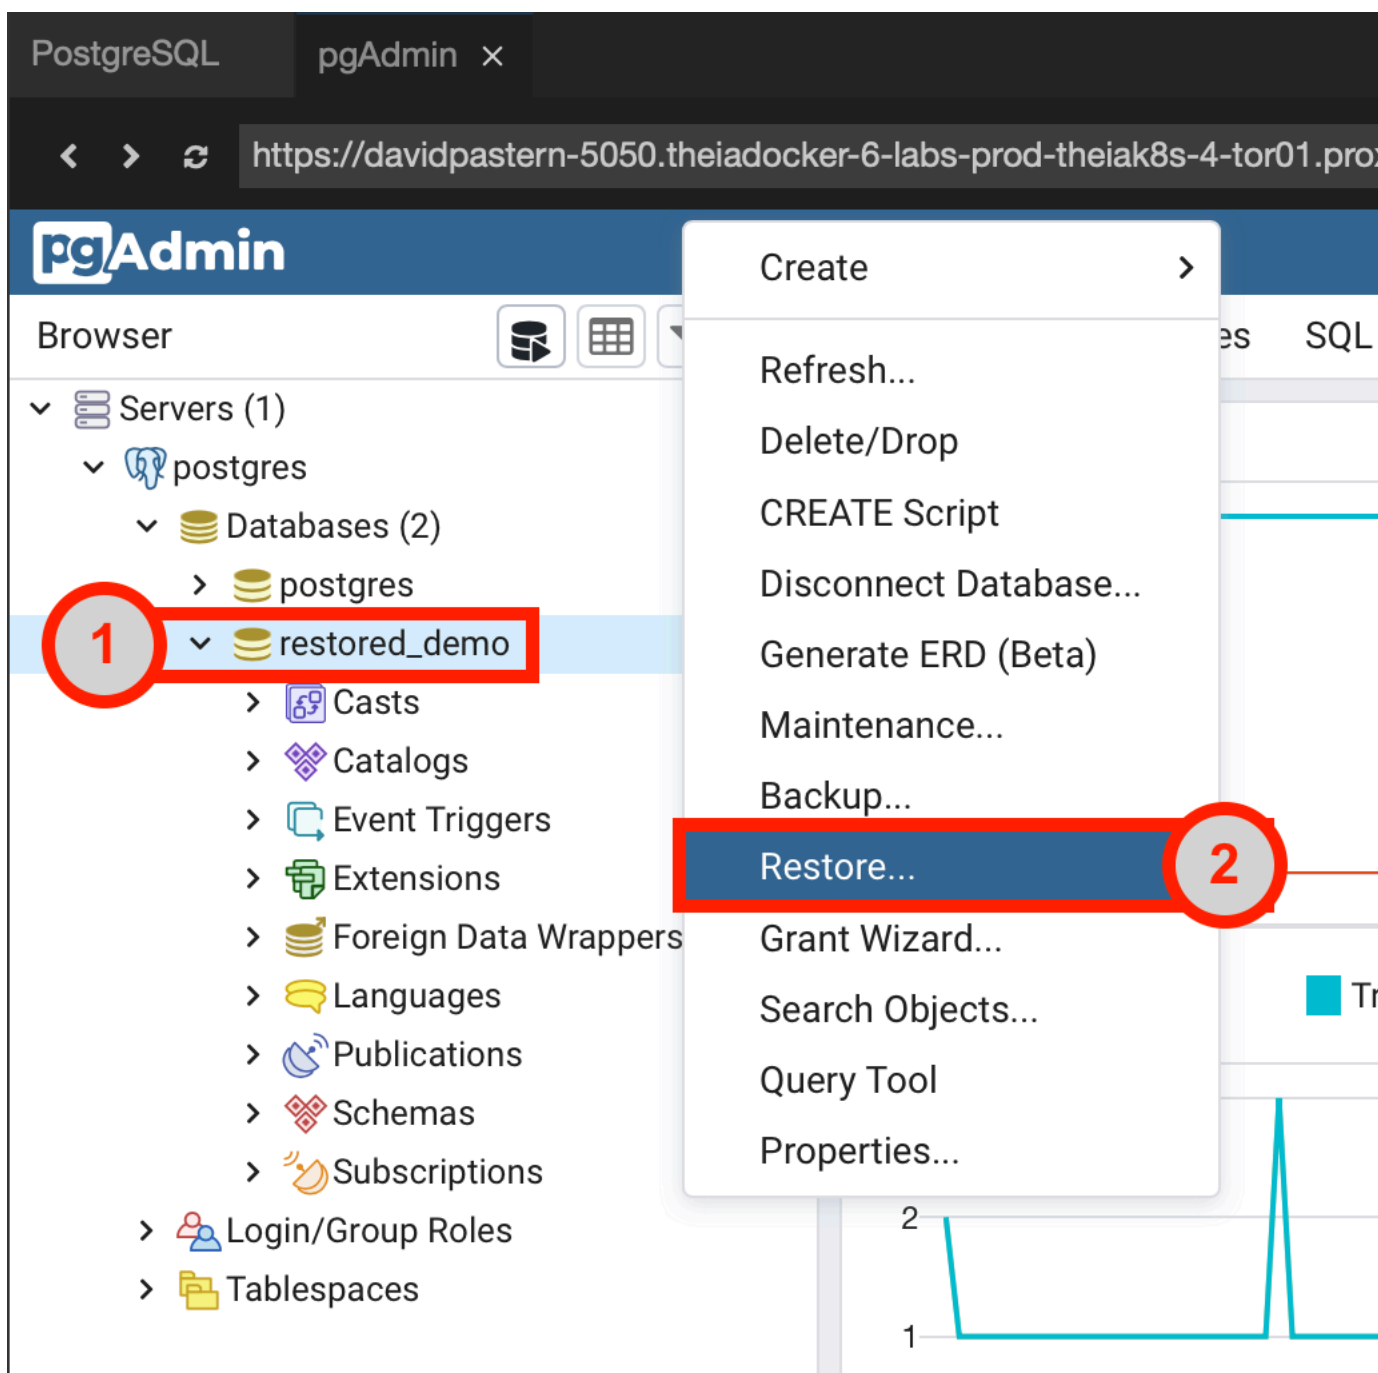 PostgreSQL
pgAdmin
https://davidpastern-5050.theiadocker-6-labs-prod-theiak8s-4-tor01.prox
pgAdmin
Browser
SQL
Servers (1)
postgres
Databases (2)
postgres
1
restored_demo
Casts
Catalogs
Event Triggers
Extensions
Foreign Data Wrappers
Languages
Publications
Schemas
Subscriptions
Login/Group Roles
Tablespaces
Create
Refresh...
Delete/Drop
CREATE Script
Disconnect Database...
Generate ERD (Beta)
Maintenance...
Backup...
Restore...
2
Grant Wizard...
Search Objects...
Query Tool
Properties...
2
1